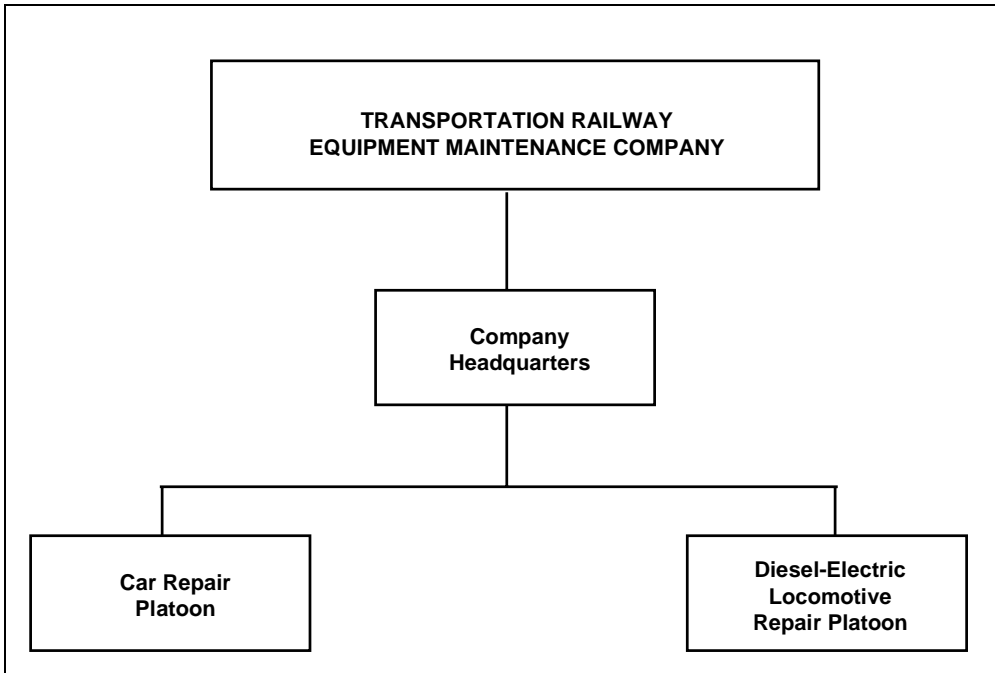 TRANSPORTATION RAILWAY
EQUIPMENT MAINTENANCE COMPANY
Company
Headquarters
Car Repair
Platoon
Diesel-Electric
Locomotive
Repair Platoon